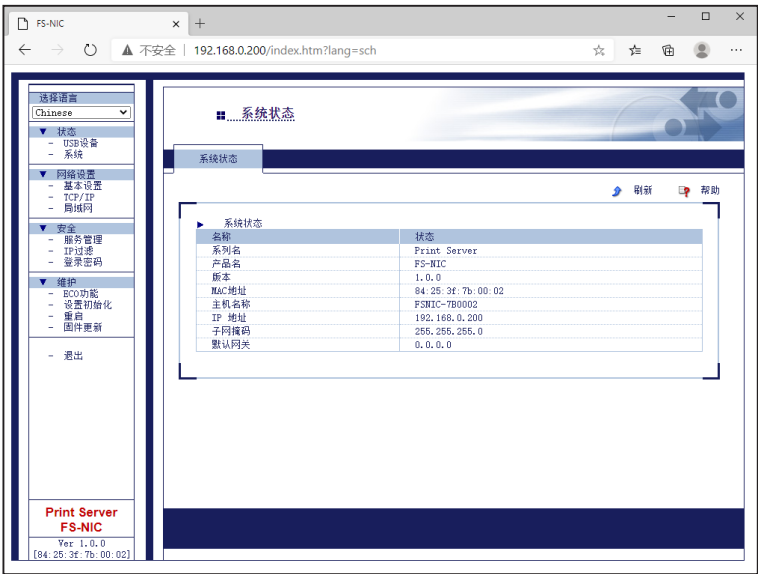 FS-NIC
不安全 | 192.168.0.200/index.htm?lang=sch
选择语言
Chinese
▼ 状态
- USB设备
- 系统
▼ 网络设置
- 基本设置
- TCP/IP
- 局域网
▼ 安全
- 服务管理
- IP过滤
- 登录密码
▼ 维护
- ECO功能
- 设置初始化
- 重启
- 固件更新
- 退出
Print Server
FS-NIC
Ver 1.0.0
[84:25:3f:7b:00:02]
系统状态
系统状态
刷新 帮助
系统状态
名称 状态
系列名 Print Server
产品名 FS-NIC
版本 1.0.0
MAC地址 84:25:3f:7b:00:02
主机名称 FSNIC-7B0002
IP 地址 192.168.0.200
子网掩码 255.255.255.0
默认网关 0.0.0.0